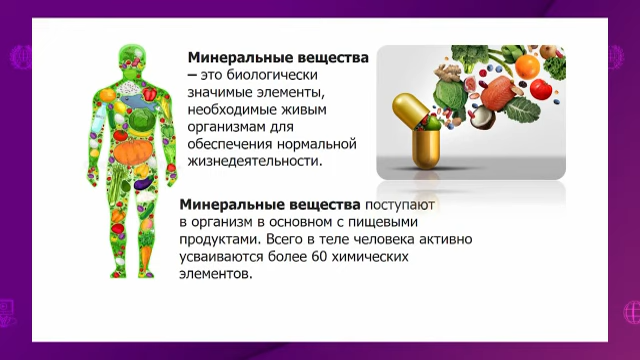 Минеральные вещества
– это биологически
значимые элементы,
необходимые живым
организмам для
обеспечения нормальной
жизнедеятельности.
Минеральные вещества поступают
в организм в основном с пищевыми
продуктами. Всего в теле человека активно
усваиваются более 60 химических
элементов.